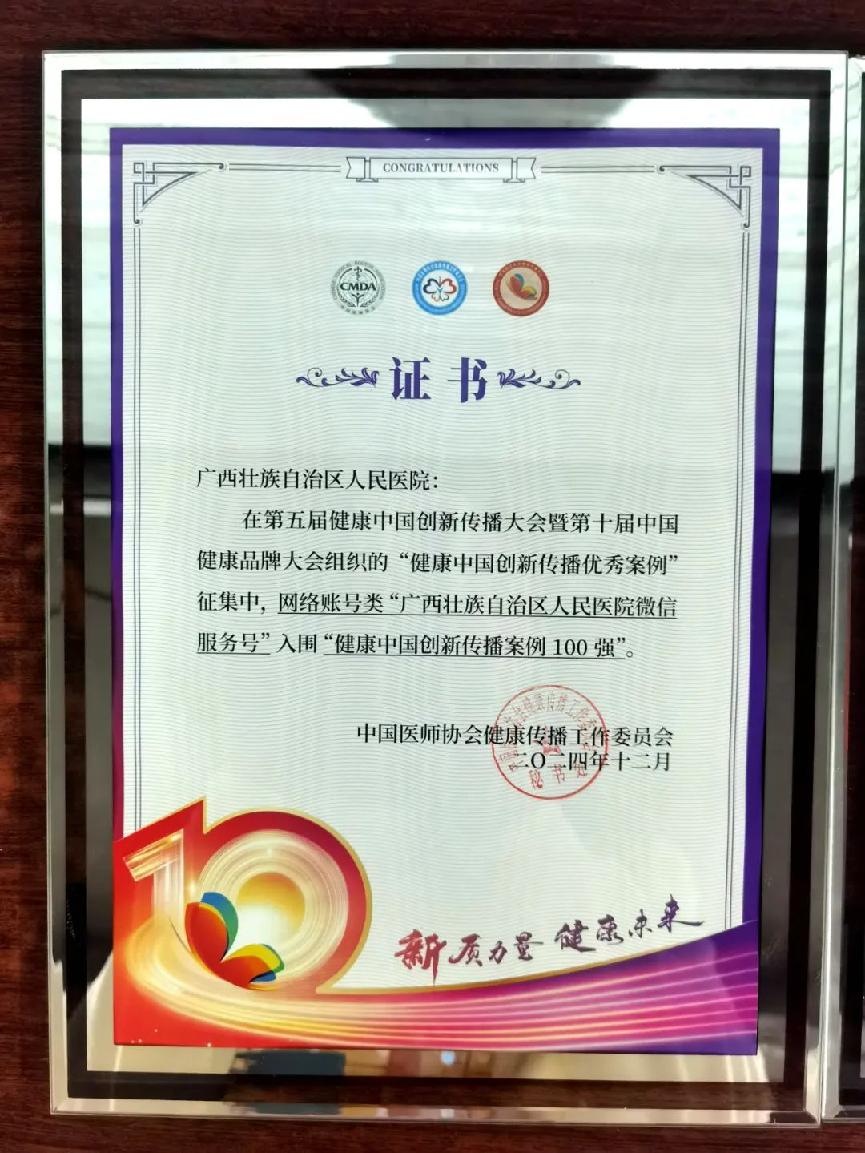 CONGRATULATIONS
CMDA
证书
广西壮族自治区人民医院：
在第五届健康中国创新传播大会暨第十届中国
健康品牌大会组织的“健康中国创新传播优秀案例”
征集中，网络账号类“广西壮族自治区人民医院微信
服务号”入围“健康中国创新传播案例 100 强”。
中国医师协会健康传播工作委员会
二〇二四年十二月
秘书处
10
新质力量 健康未来